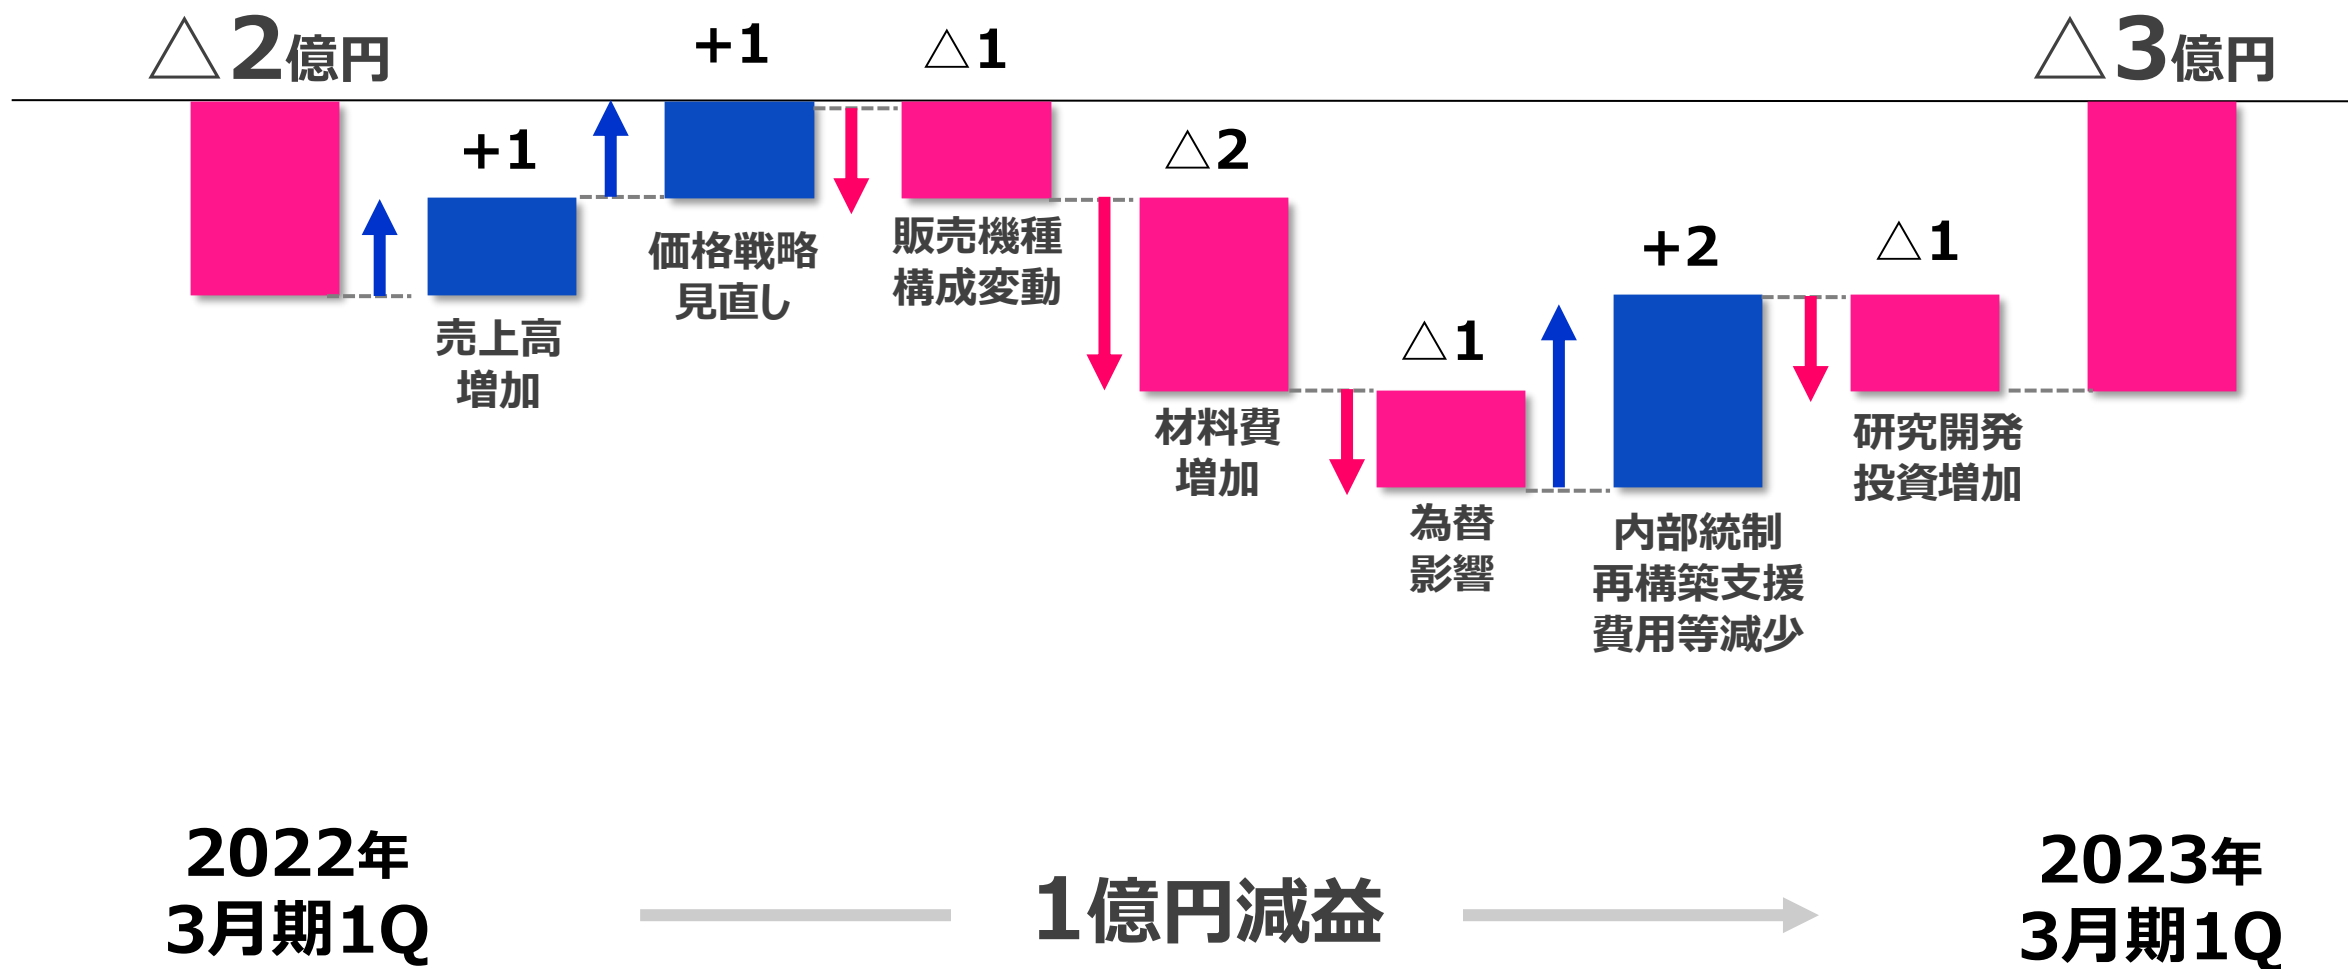 △2億円
+1
売上高
増加
+1
価格戦略
見直し
△1
販売機種
構成変動
△2
材料費
増加
△1
為替
影響
+2
内部統制
再構築支援
費用等減少
△1
研究開発
投資増加
△3億円
2022年
3月期1Q
1億円減益
2023年
3月期1Q